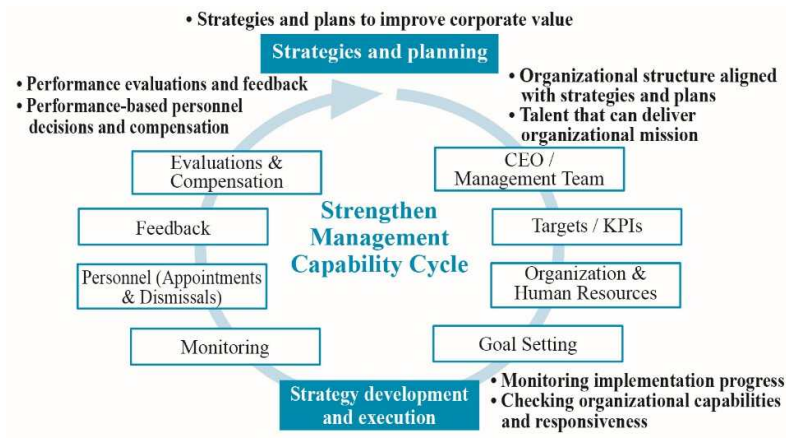 • Strategies and plans to improve corporate value
Strategies and planning
• Performance evaluations and feedback
• Performance-based personnel
decisions and compensation
• Organizational structure aligned
with strategies and plans
• Talent that can deliver
organizational mission
Evaluations &
Compensation
CEO /
Management Team
Feedback
Strengthen
Management
Capability Cycle
Targets / KPIs
Personnel (Appointments
& Dismissals)
Organization &
Human Resources
Monitoring
Goal Setting
Strategy development
and execution
• Monitoring implementation progress
• Checking organizational capabilities
and responsiveness